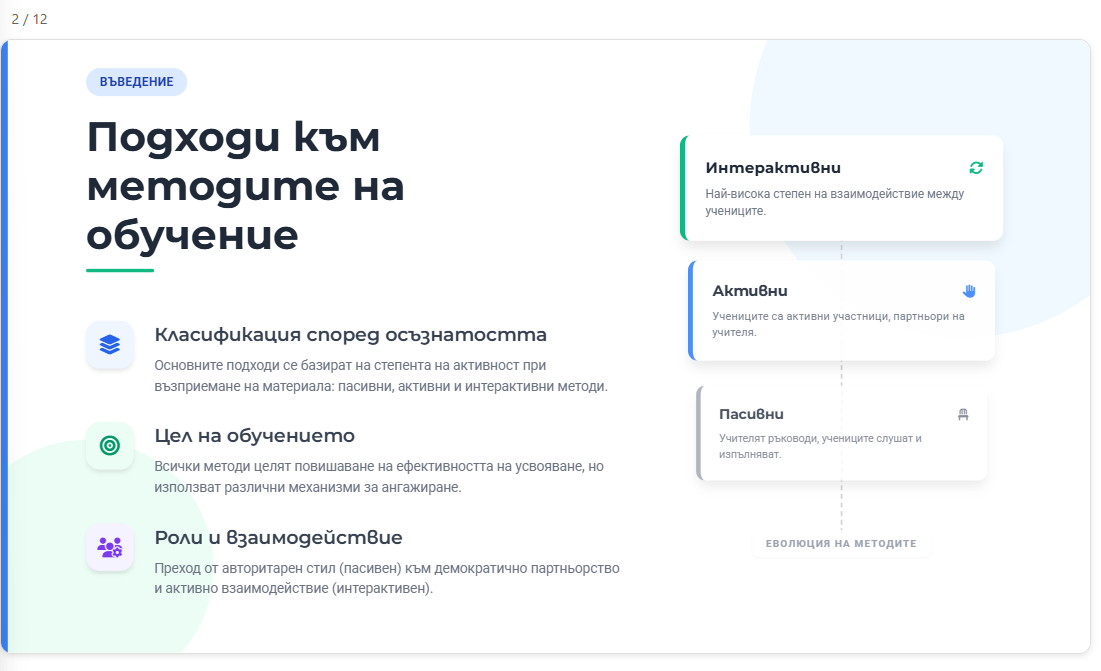 2 / 12
ВЪВЕДЕНИЕ
Подходи към
методите на
обучение
Класификация според осъзнатостта
Основните подходи се базират на степента на активност при
възприемане на материала: пасивни, активни и интерактивни методи.
Цел на обучението
Всички методи целят повишаване на ефективността на усвояване, но
използват различни механизми за ангажиране.
Роли и взаимодействие
Преход от авторитарен стил (пасивен) към демократично партньорство
и активно взаимодействие (интерактивен).
Интерактивни
Най-висока степен на взаимодействие между
учениците.
Активни
Учениците са активни участници, партньори на
учителя.
Пасивни
Учителят ръководи, учениците слушат и
изпълняват.
ЕВОЛЮЦИЯ НА МЕТОДИТЕ